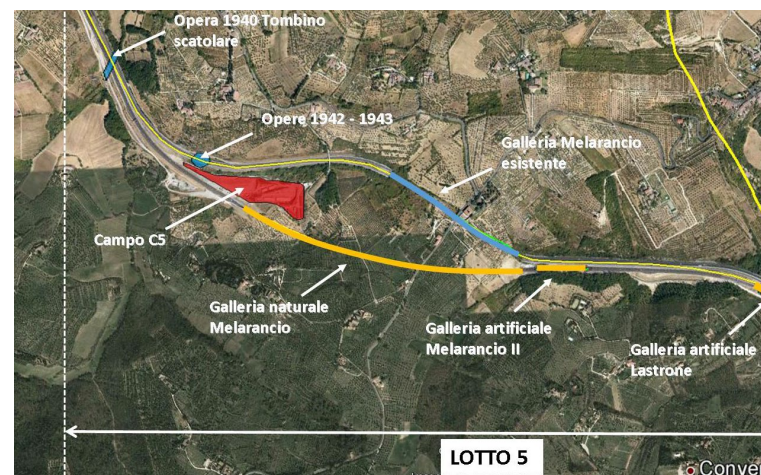 Opera 1940 Tombino
scatolare
Opere 1942 - 1943
Galleria Melarancio
esistente
Campo C5
Galleria naturale
Melarancio
Galleria artificiale
Melarancio II
Galleria artificiale
Lastrone
LOTTO 5
Conver